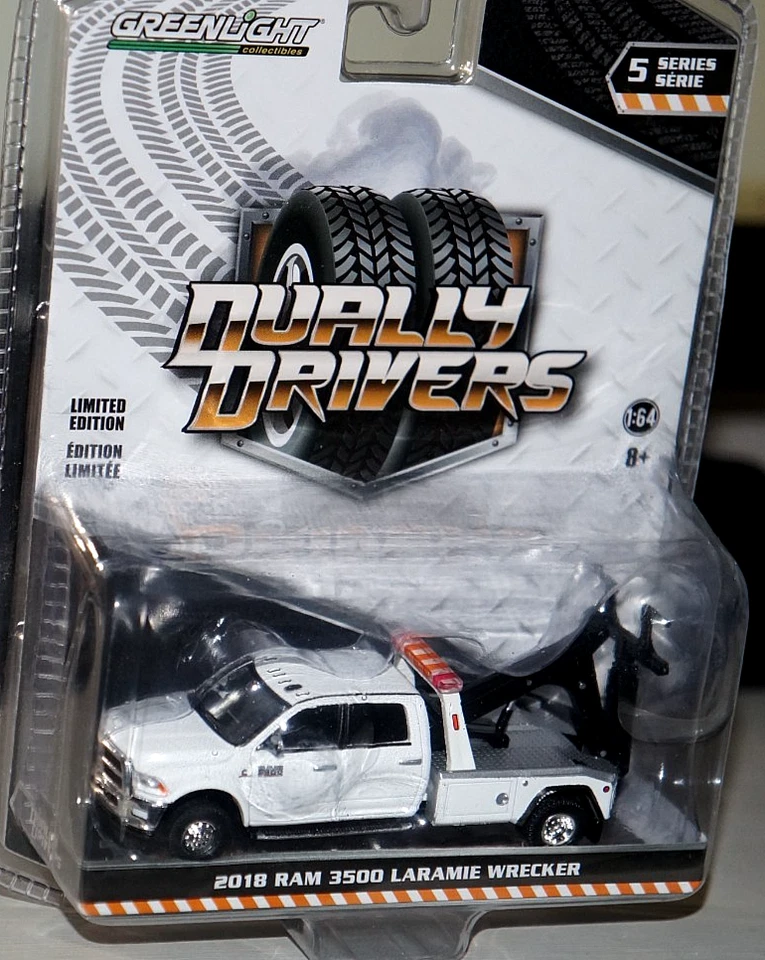 GREENLIGHT
collectibles
5 SERIES
SÉRIE
DUALLY
DRIVERS
LIMITED
EDITION
ÉDITION
LIMITÉE
1:64
8+
2018 RAM 3500 LARAMIE WRECKER